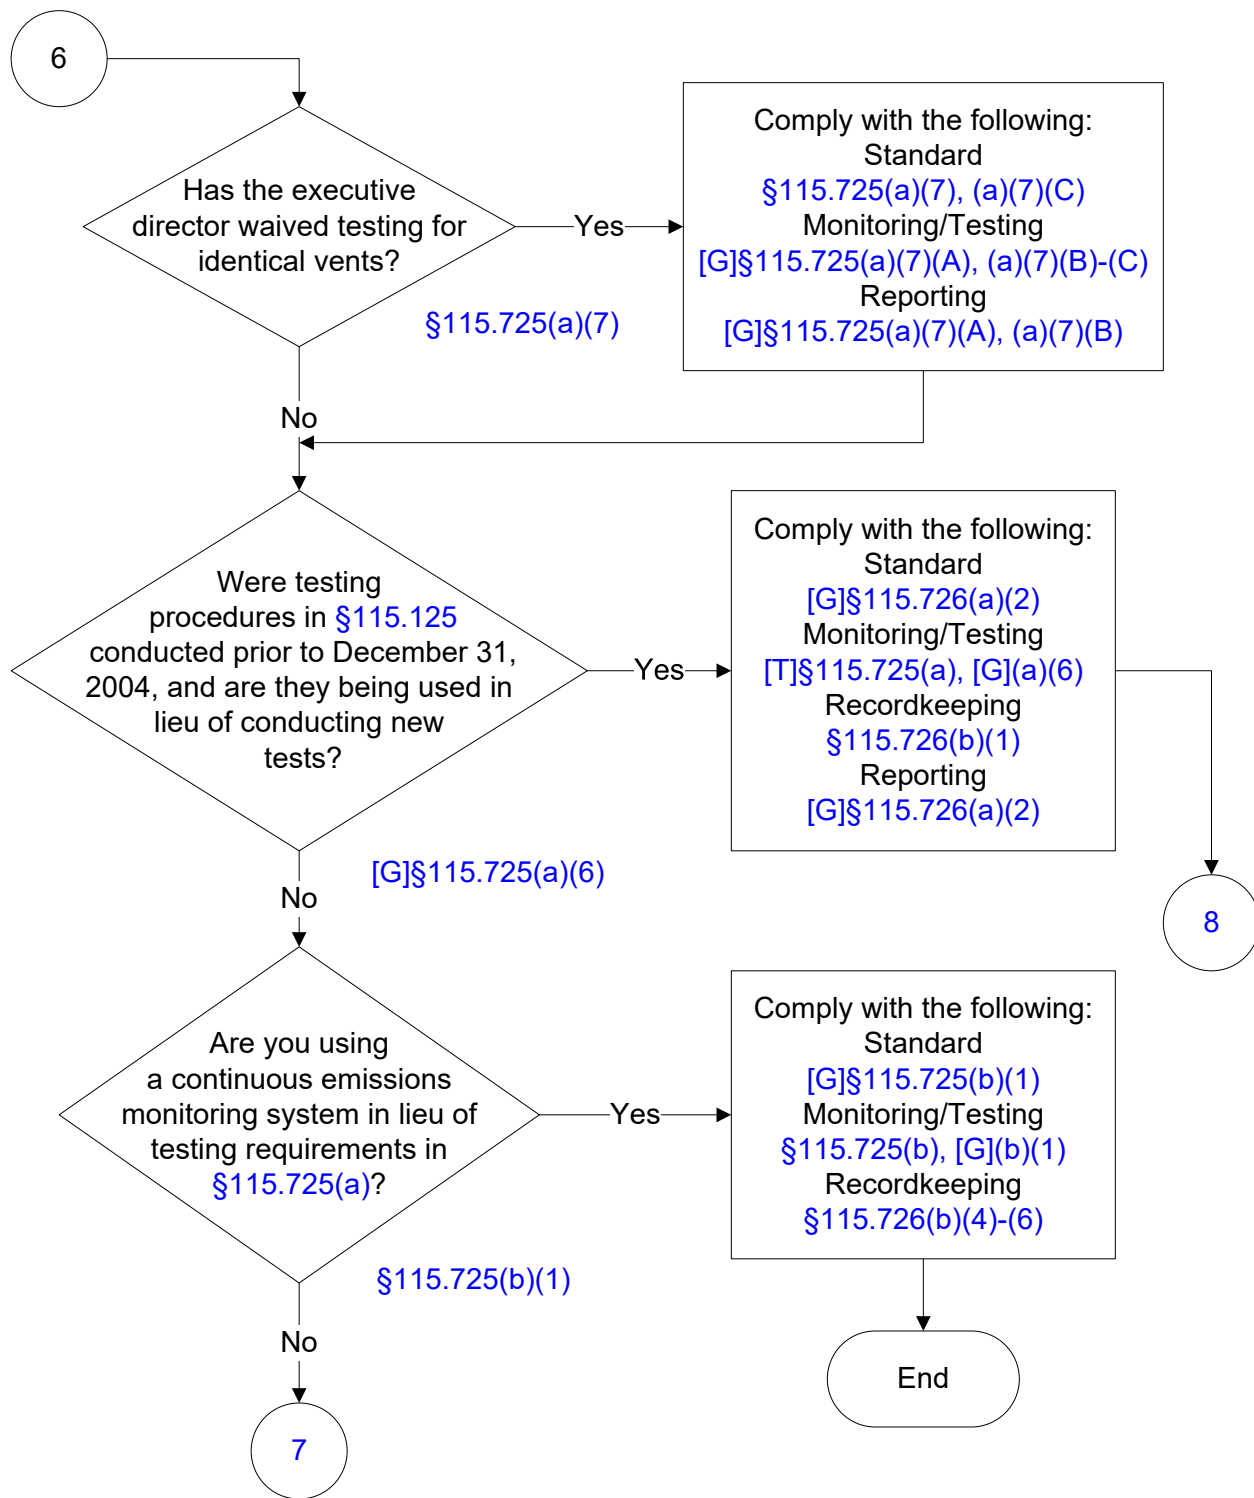 6
Has the executive
director waived testing for
identical vents?
Yes
§115.725(a)(7)
Comply with the following:
Standard
§115.725(a)(7), (a)(7)(C)
Monitoring/Testing
[G]§115.725(a)(7)(A), (a)(7)(B)-(C)
Reporting
[G]§115.725(a)(7)(A), (a)(7)(B)
No
Were testing
procedures in §115.125
conducted prior to December 31,
2004, and are they being used in
lieu of conducting new
tests?
Yes
[G]§115.725(a)(6)
Comply with the following:
Standard
[G]§115.726(a)(2)
Monitoring/Testing
[T]§115.725(a), [G](a)(6)
Recordkeeping
§115.726(b)(1)
Reporting
[G]§115.726(a)(2)
8
No
Are you using
a continuous emissions
monitoring system in lieu of
testing requirements in
§115.725(a)?
Yes
§115.725(b)(1)
Comply with the following:
Standard
[G]§115.725(b)(1)
Monitoring/Testing
§115.725(b), [G](b)(1)
Recordkeeping
§115.726(b)(4)-(6)
End
No
7